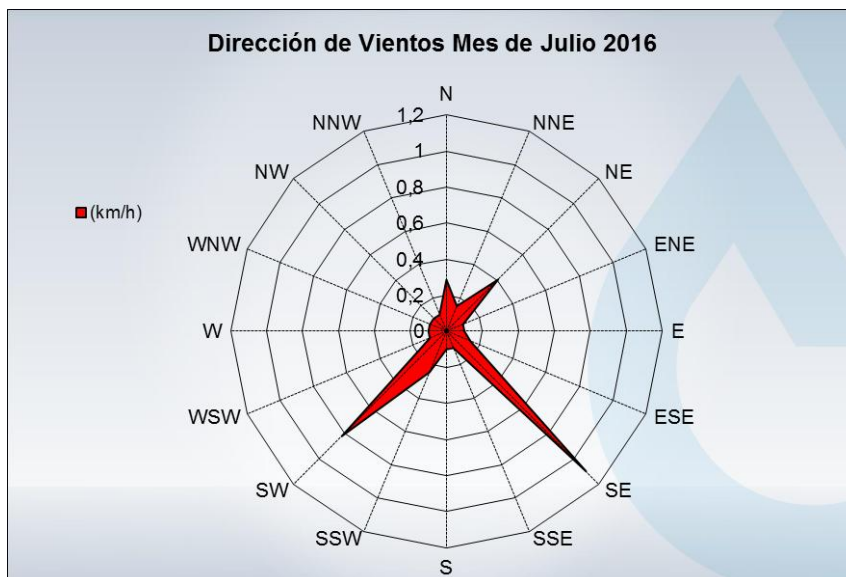 Dirección de Vientos Mes de Julio 2016
N
NNE
NE
ENE
E
ESE
SE
SSE
S
SSW
SW
WSW
W
WNW
NW
NNW
1,2
1
0,8
0,6
0,4
0,2
0
(km/h)